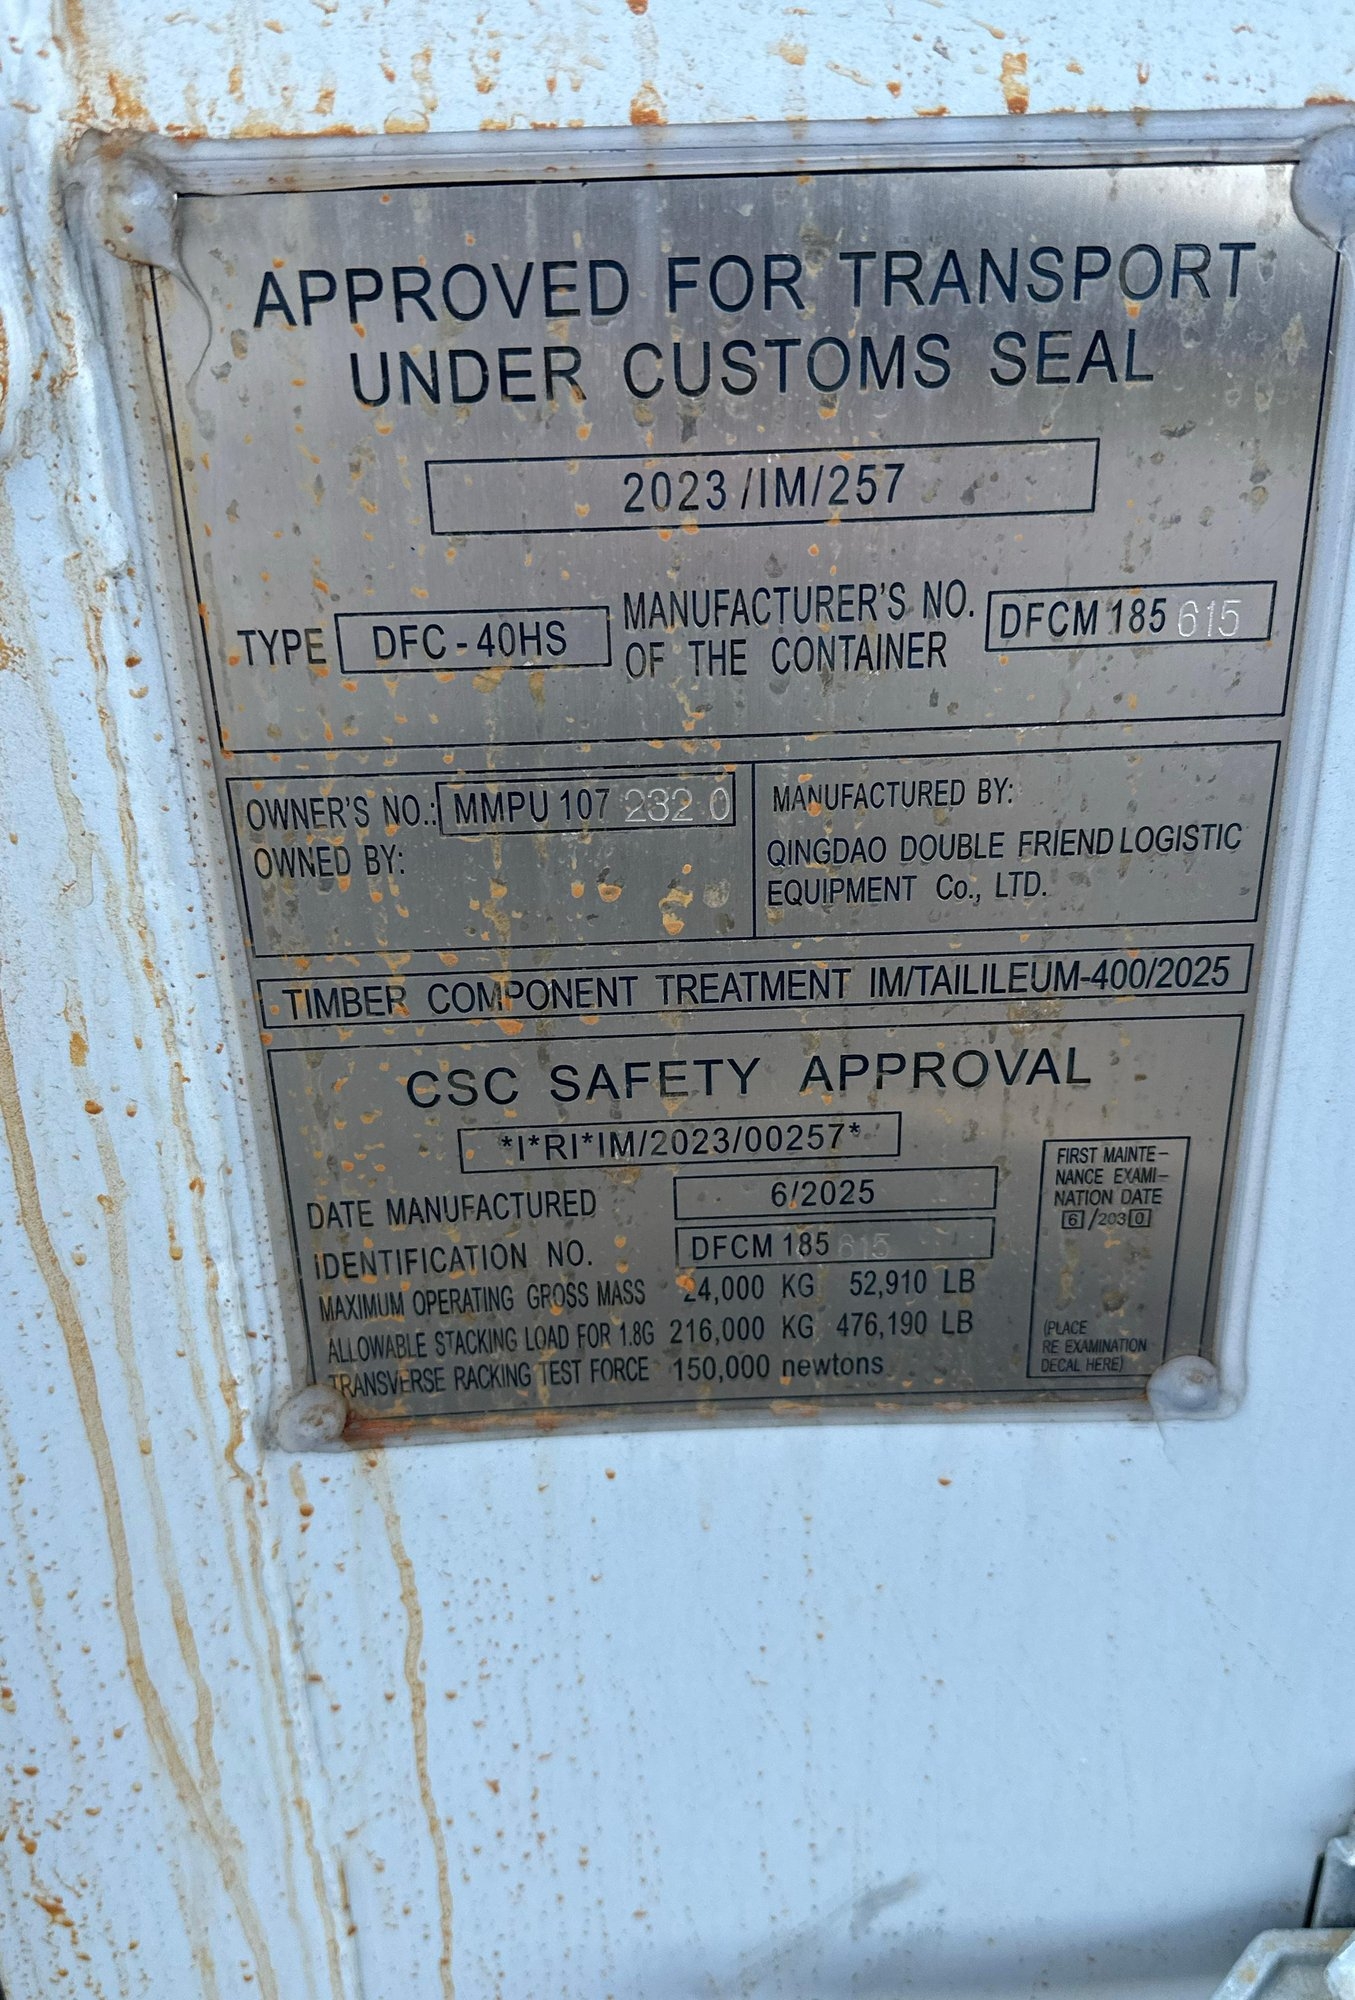 APPROVED FOR TRANSPORT
UNDER CUSTOMS SEAL
2023/IM/257
TYPE DFC-40HS MANUFACTURER'S NO. OF THE CONTAINER DFCM 185 615
OWNER'S NO.: MMPU 107 232 0
OWNED BY:
MANUFACTURED BY:
QINGDAO DOUBLE FRIEND LOGISTIC
EQUIPMENT Co., LTD.
TIMBER COMPONENT TREATMENT IM/TAILILEUM-400/2025
CSC SAFETY APPROVAL
*I*RI*IM/2023/00257*
DATE MANUFACTURED 6/2025
IDENTIFICATION NO. DFCM 185 615
MAXIMUM OPERATING GROSS MASS 24,000 KG 52,910 LB
ALLOWABLE STACKING LOAD FOR 1.8G 216,000 KG 476,190 LB
TRANSVERSE RACKING TEST FORCE 150,000 newtons
FIRST MAINTE-
NANCE EXAMI-
NATION DATE
6/2030
(PLACE
RE EXAMINATION
DECAL HERE)